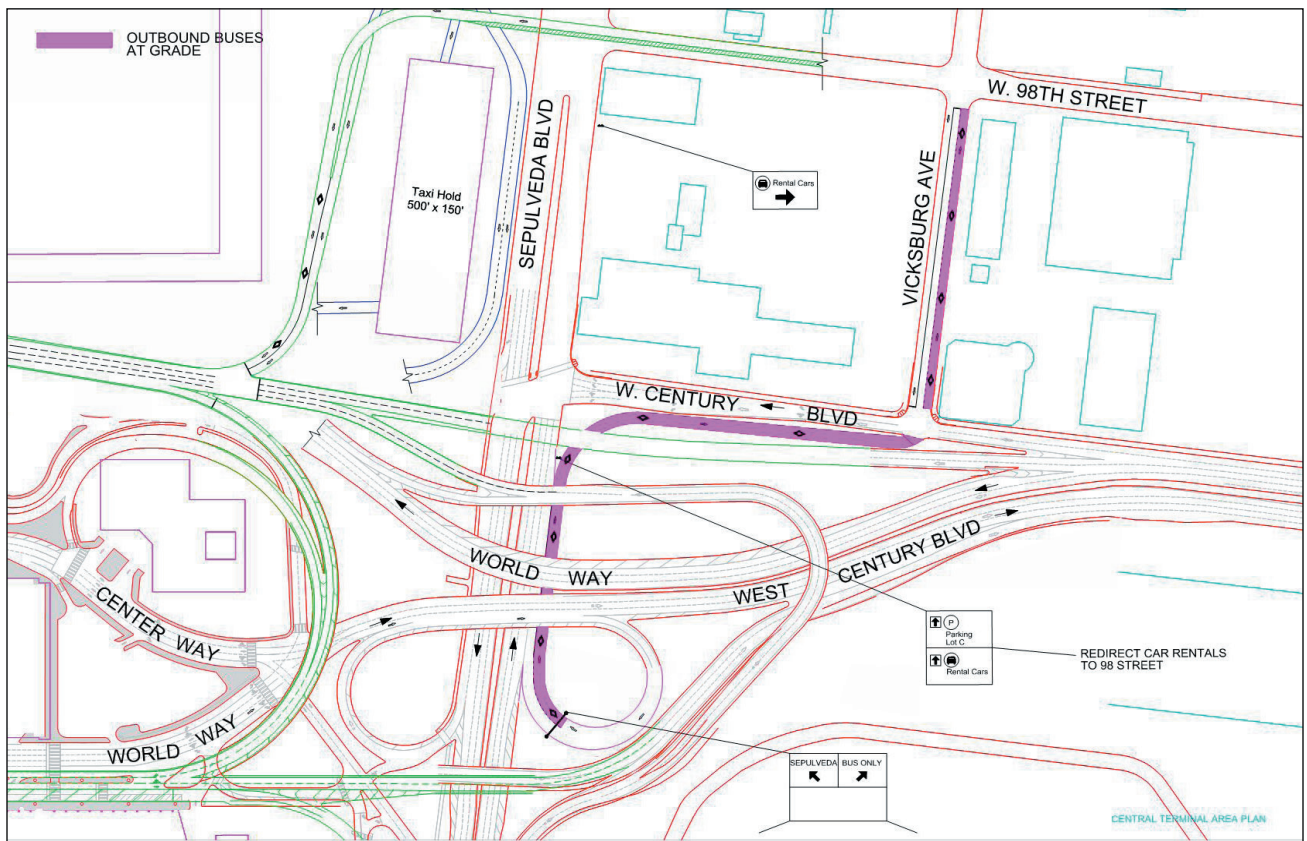 OUTBOUND BUSES
AT GRADE
W. 98TH STREET
SEPULVEDA BLVD
Taxi Hold
500' x 150'
Rental Cars
VICKSBURG AVE
W. CENTURY BLVD
WORLD WAY WEST CENTURY BLVD
CENTER WAY
P
Parking
Lot C
Rental Cars
REDIRECT CAR RENTALS
TO 98 STREET
WORLD WAY
SEPULVEDA BUS ONLY
CENTRAL TERMINAL AREA PLAN